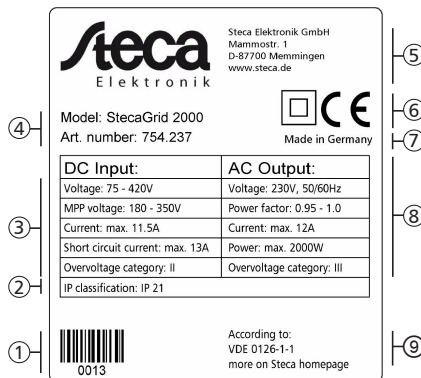 Steca
Elektronik
Steca Elektronik GmbH
Mammostr. 1
D-87700 Memmingen
www.steca.de
⑤
CE
⑥
④
Model: StecaGrid 2000
Art. number: 754.237
Made in Germany
⑦
DC Input:
AC Output:
Voltage: 75 - 420V
Voltage: 230V, 50/60Hz
MPP voltage: 180 - 350V
Power factor: 0.95 - 1.0
③
Current: max. 11.5A
Current: max. 12A
⑧
Short circuit current: max. 13A
Power: max. 2000W
Overvoltage category: II
Overvoltage category: III
②
IP classification: IP 21
①
0013
According to:
VDE 0126-1-1
more on Steca homepage
⑨